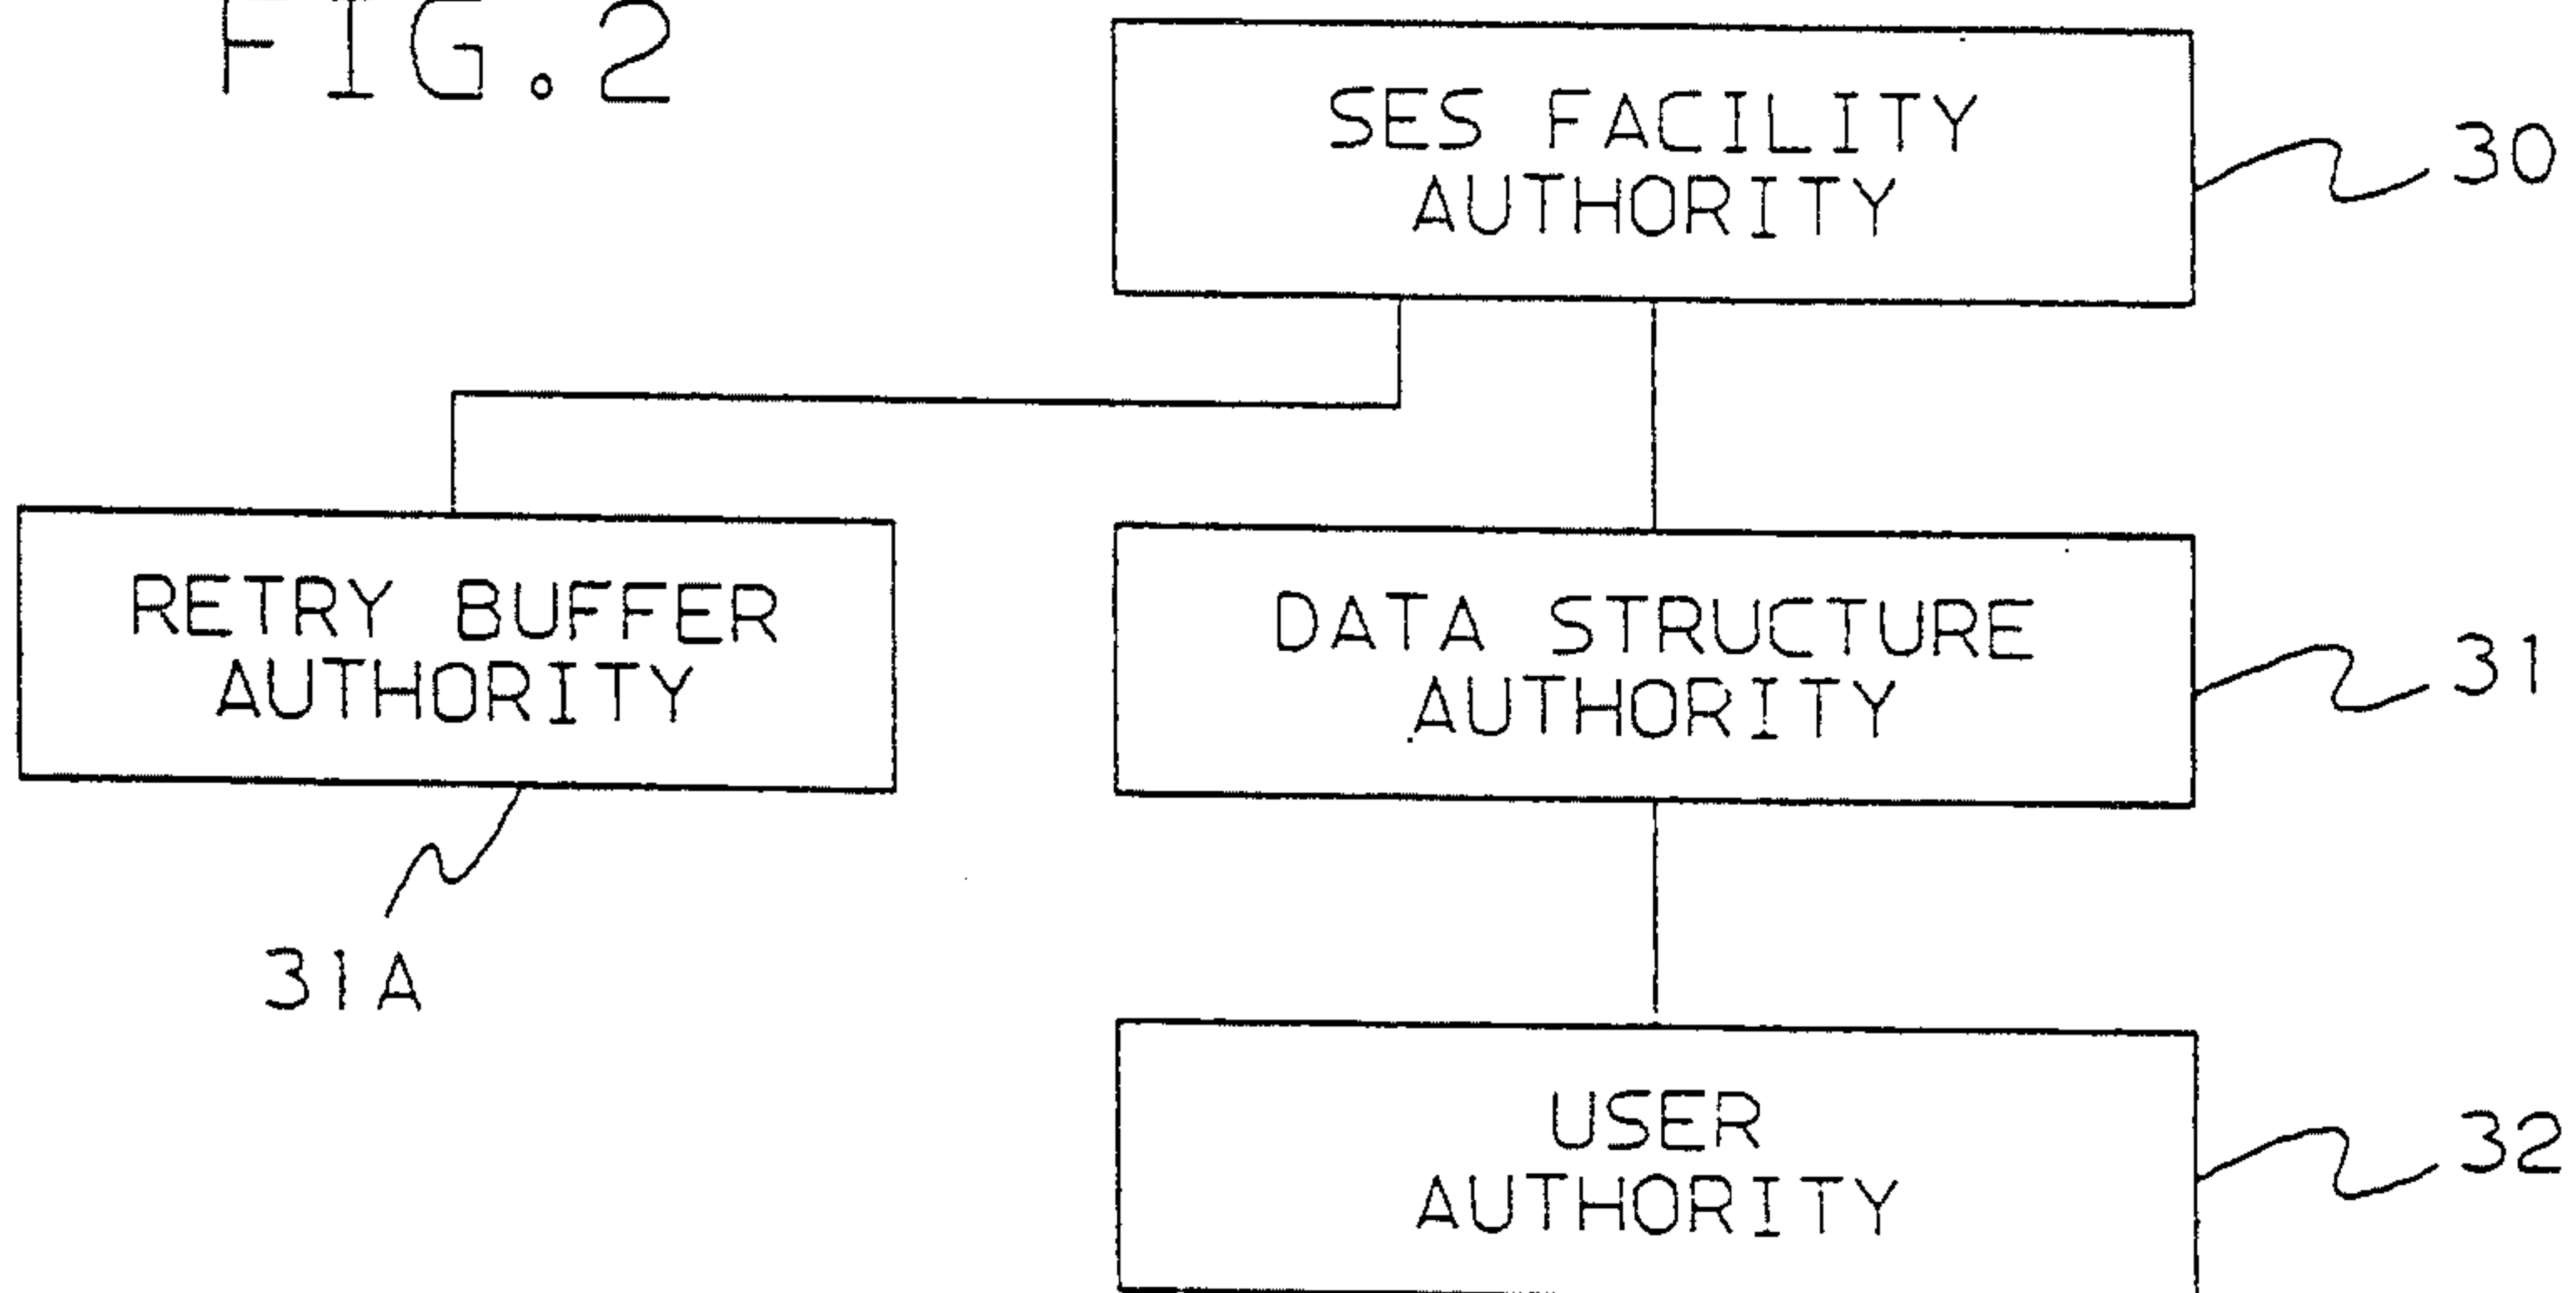 FIG.2
SES FACILITY
AUTHORITY
30
RETRY BUFFER
AUTHORITY
31A
DATA STRUCTURE
AUTHORITY
31
USER
AUTHORITY
32